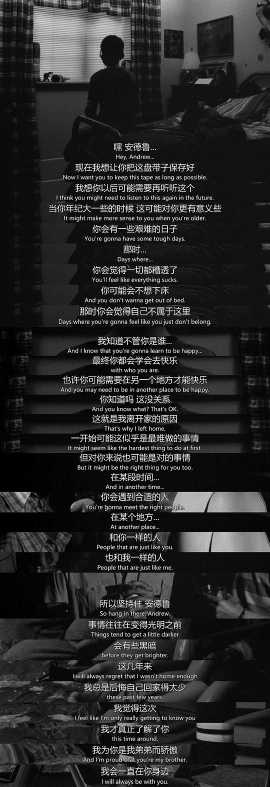 嘿 安德鲁...
Hey, Andrew...
现在我想让你把这盘带子保存好
Now I want you to keep this tape as long as possible.
我想你以后可能需要再听听这个
I think you might need to listen to this again in the future.
当你年纪大一些的时候 这可能对你更有意义些
It might make more sense to you when you're older.
你会有一些艰难的日子
You're gonna have some tough days.
那时...
Days where...
你会觉得一切都糟透了
You'll feel like everything sucks.
你可能会不想下床
And you don't wanna get out of bed.
那时你会觉得自己不属于这里
Days where you're gonna feel like you just don't belong.
我知道不管你是谁...
And I know that you're gonna learn to be happy...
最终你都会学会去快乐
with who you are.
也许你可能需要在另一个地方才能快乐
And you may need to be in another place to be happy.
你知道吗 这没关系
And you know what? That's OK.
这就是我离开家的原因
That's why I left home.
一开始可能这似乎是最难做的事情
It might seem like the hardest thing to do at first
但对你来说也可能是对的事情
But it might be the right thing for you too.
在某段时间...
And in another time...
你会遇到合适的人
You're gonna meet the right people.
在某个地方...
At another place...
和你一样的人
People that are just like you.
也和我一样的人
People that are just like me.
所以坚持住 安德鲁
So hang in there, Andrew.
事情往往在变得光明之前
Things tend to get a little darker
会有些黑暗
before they get brighter.
这几年来
I will always regret that I wasn't home enough
我总是后悔自己回家得太少
these past few years.
我觉得这次
I feel like I'm only really getting to know you
我才真正了解了你
this time around.
我为你是我弟弟而骄傲
And I'm proud that you're my brother.
我会一直在你身边
I will always be with you.